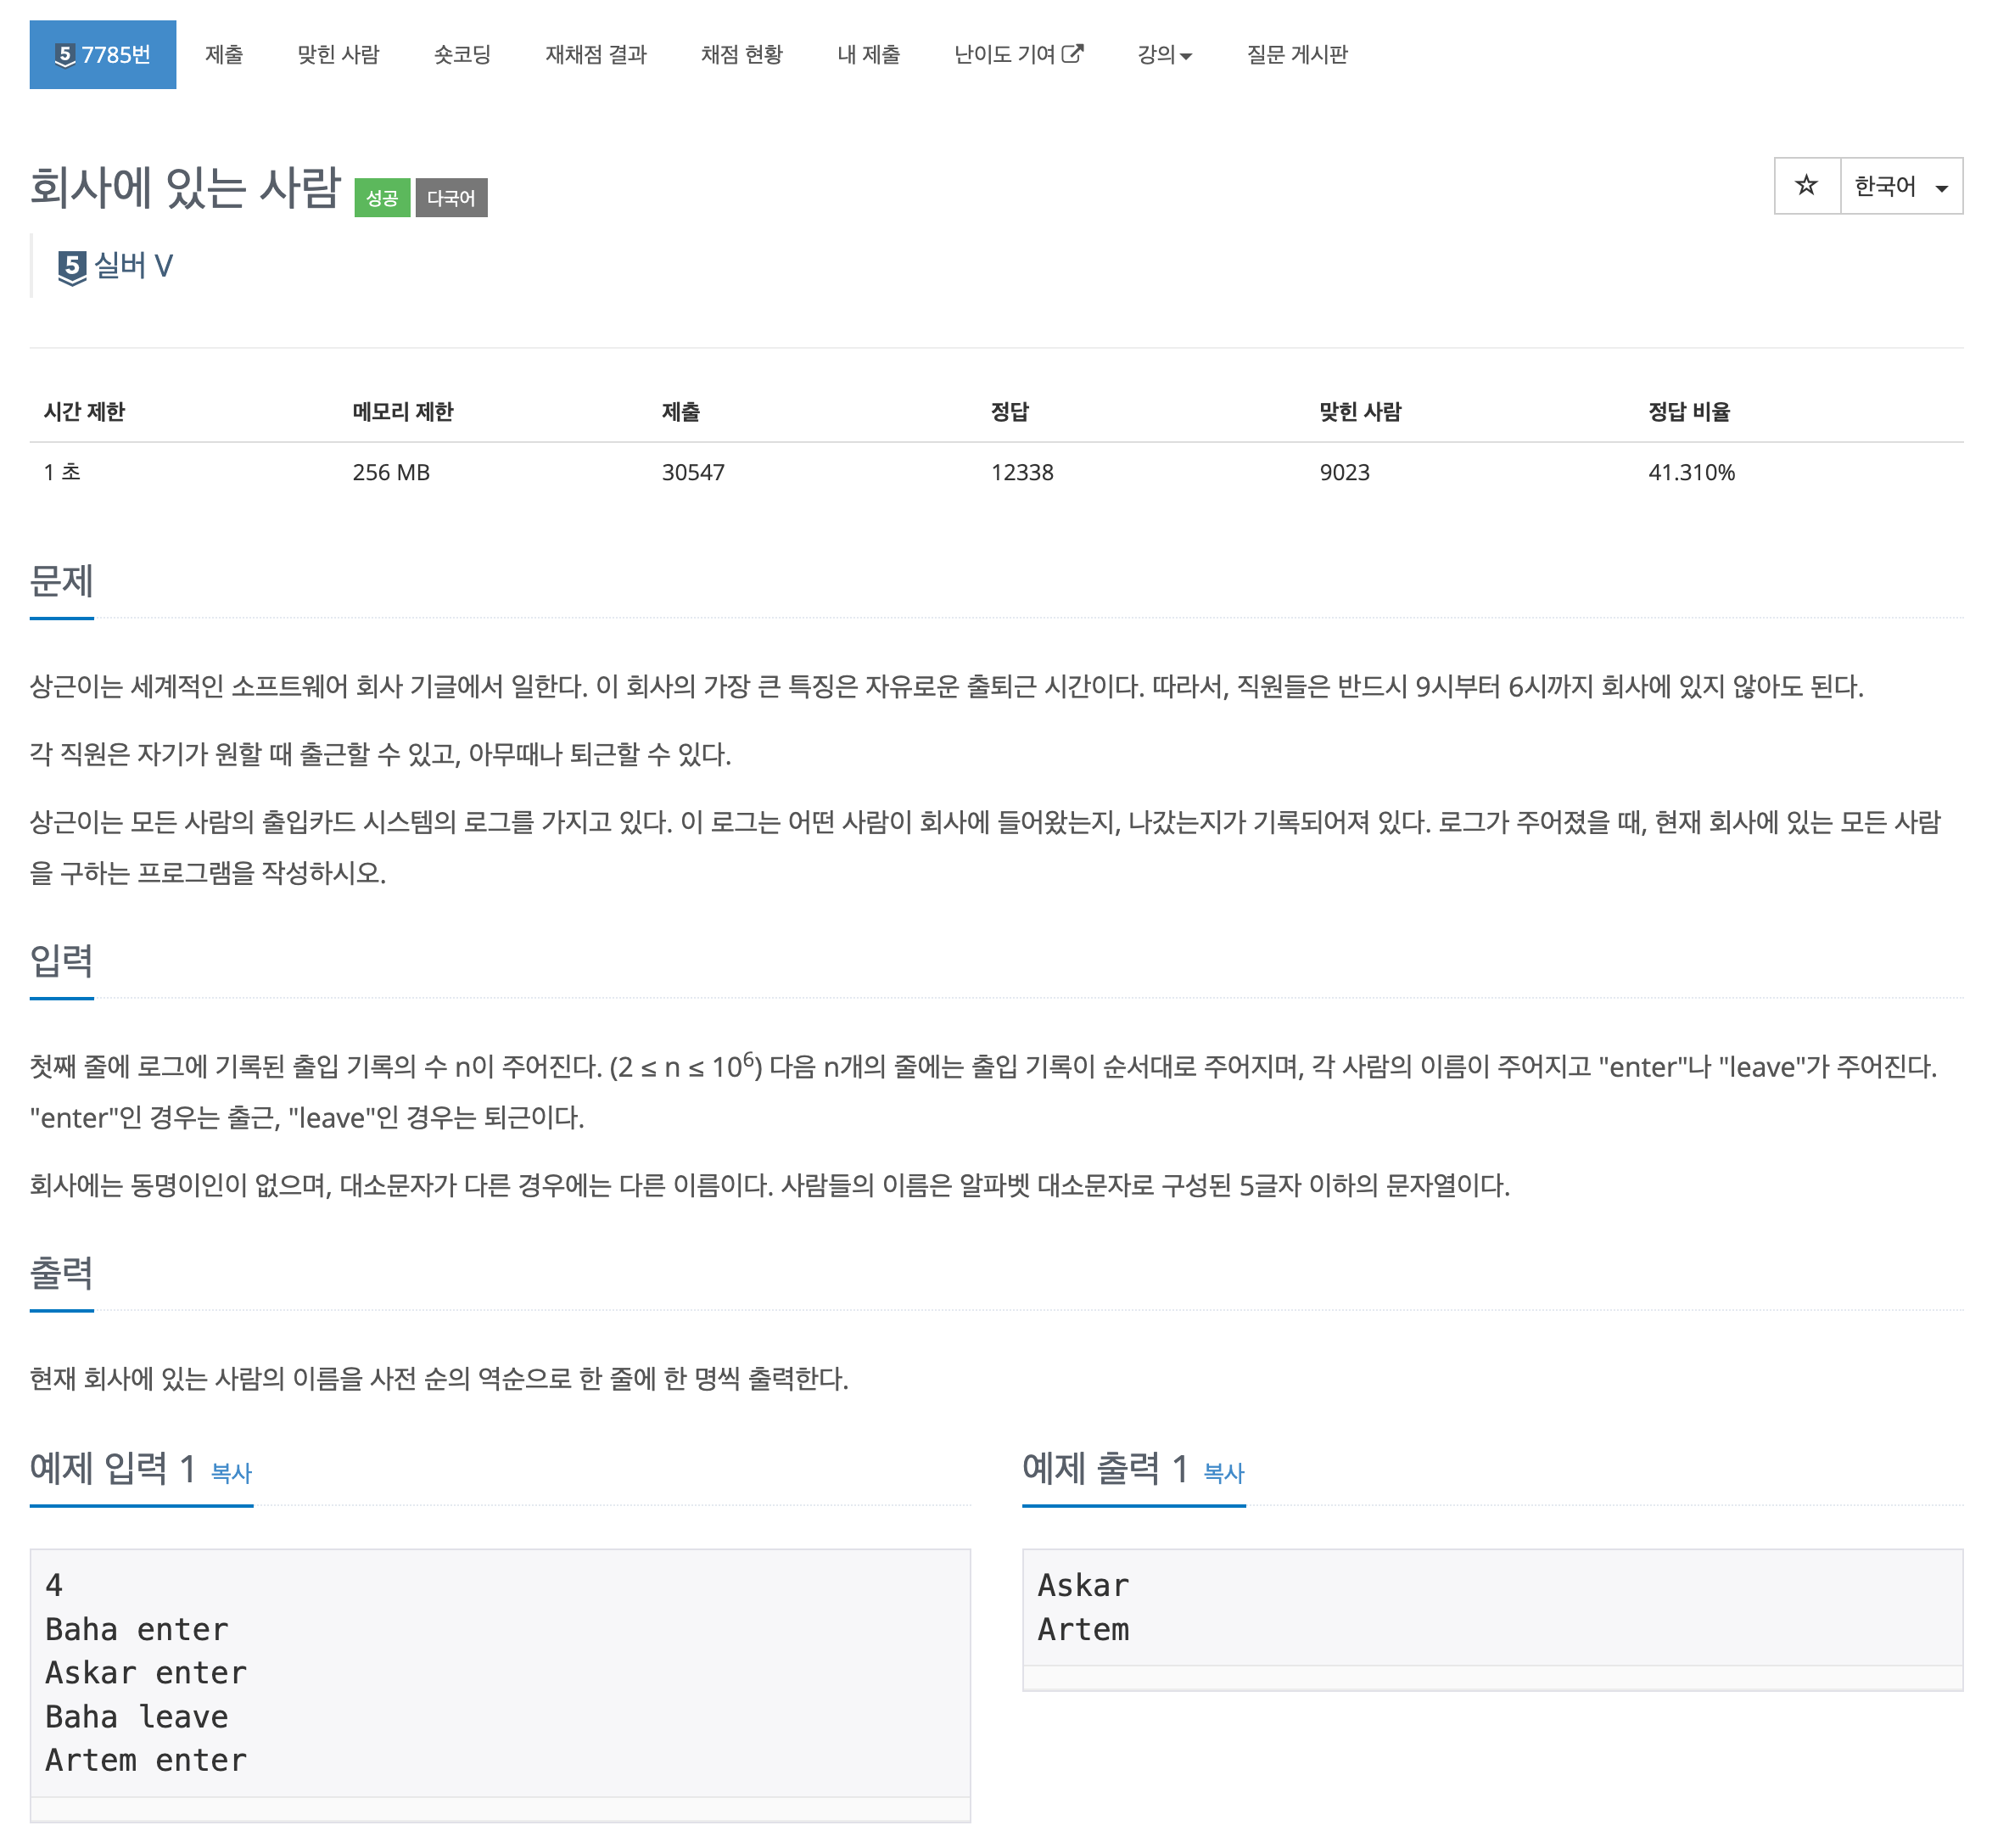 5 7785번 제출 맞힌 사람 숏코딩 재채점 결과 채점 현황 내 제출 난이도 기여 강의 질문 게시판
회사에 있는 사람 성공 다국어
한국어
5 실버 V
시간 제한 메모리 제한 제출 정답 맞힌 사람 정답 비율
1 초 256 MB 30547 12338 9023 41.310%
문제
상근이는 세계적인 소프트웨어 회사 기글에서 일한다. 이 회사의 가장 큰 특징은 자유로운 출퇴근 시간이다. 따라서, 직원들은 반드시 9시부터 6시까지 회사에 있지 않아도 된다.
각 직원은 자기가 원할 때 출근할 수 있고, 아무때나 퇴근할 수 있다.
상근이는 모든 사람의 출입카드 시스템의 로그를 가지고 있다. 이 로그는 어떤 사람이 회사에 들어왔는지, 나갔는지가 기록되어져 있다. 로그가 주어졌을 때, 현재 회사에 있는 모든 사람
을 구하는 프로그램을 작성하시오.
입력
첫째 줄에 로그에 기록된 출입 기록의 수 n이 주어진다. (2 ≤ n ≤ 10⁶) 다음 n개의 줄에는 출입 기록이 순서대로 주어지며, 각 사람의 이름이 주어지고 "enter"나 "leave"가 주어진다.
"enter"인 경우는 출근, "leave"인 경우는 퇴근이다.
회사에는 동명이인이 없으며, 대소문자가 다른 경우에는 다른 이름이다. 사람들의 이름은 알파벳 대소문자로 구성된 5글자 이하의 문자열이다.
출력
현재 회사에 있는 사람의 이름을 사전 순의 역순으로 한 줄에 한 명씩 출력한다.
예제 입력 1 복사
4
Baha enter
Askar enter
Baha leave
Artem enter
예제 출력 1 복사
Askar
Artem